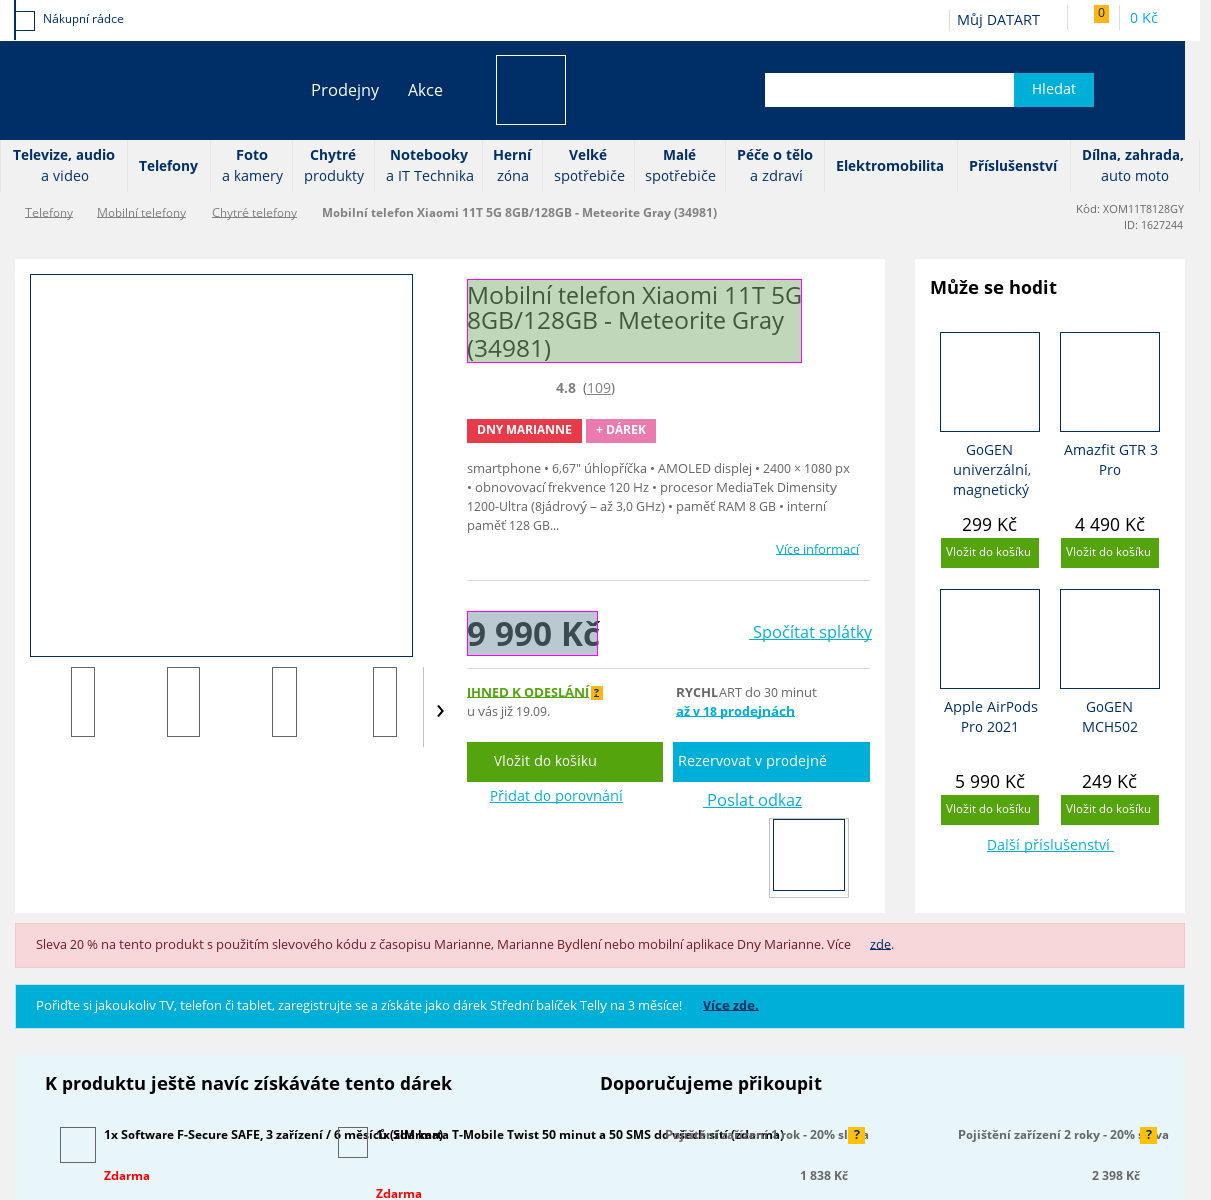 Nákupní rádce
Můj DATART
0
0 Kč
Prodejny
Akce
Hledat
Televize, audio
a video
Telefony
Foto
a kamery
Chytré
produkty
Notebooky
a IT Technika
Herní
zóna
Velké
spotřebiče
Malé
spotřebiče
Péče o tělo
a zdraví
Elektromobilita
Příslušenství
Dílna, zahrada,
auto moto
Telefony
Mobilní telefony
Chytré telefony
Mobilní telefon Xiaomi 11T 5G 8GB/128GB - Meteorite Gray (34981)
Kód: XOM11T8128GY
ID: 1627244
Mobilní telefon Xiaomi 11T 5G
8GB/128GB - Meteorite Gray
(34981)
4.8 (109)
DNY MARIANNE
+ DÁREK
smartphone • 6,67" úhlopříčka • AMOLED displej • 2400 × 1080 px
• obnovovací frekvence 120 Hz • procesor MediaTek Dimensity
1200-Ultra (8jádrový – až 3,0 GHz) • paměť RAM 8 GB • interní
paměť 128 GB...
Více informací
9 990 Kč
Spočítat splátky
IHNED K ODESLÁNÍ ?
u vás již 19.09.
RYCHLART do 30 minut
až v 18 prodejnách
Vložit do košíku
Rezervovat v prodejně
Přidat do porovnání
Poslat odkaz
Může se hodit
GoGEN
univerzální,
magnetický
299 Kč
Vložit do košíku
Amazfit GTR 3
Pro
4 490 Kč
Vložit do košíku
Apple AirPods
Pro 2021
5 990 Kč
Vložit do košíku
GoGEN
MCH502
249 Kč
Vložit do košíku
Další příslušenství
Sleva 20 % na tento produkt s použitím slevového kódu z časopisu Marianne, Marianne Bydlení nebo mobilní aplikace Dny Marianne. Více zde.
Pořiďte si jakoukoliv TV, telefon či tablet, zaregistrujte se a získáte jako dárek Střední balíček Telly na 3 měsíce! Více zde.
K produktu ještě navíc získáváte tento dárek
Doporučujeme přikoupit
1x Software F-Secure SAFE, 3 zařízení / 6 měsíců (zdarma)
Zdarma
1x SIM karta T-Mobile Twist 50 minut a 50 SMS do všech sítí (zdarma)
Zdarma
Pojištění zařízení 1 rok - 20% sleva
?
1 838 Kč
Pojištění zařízení 2 roky - 20% sleva
?
2 398 Kč